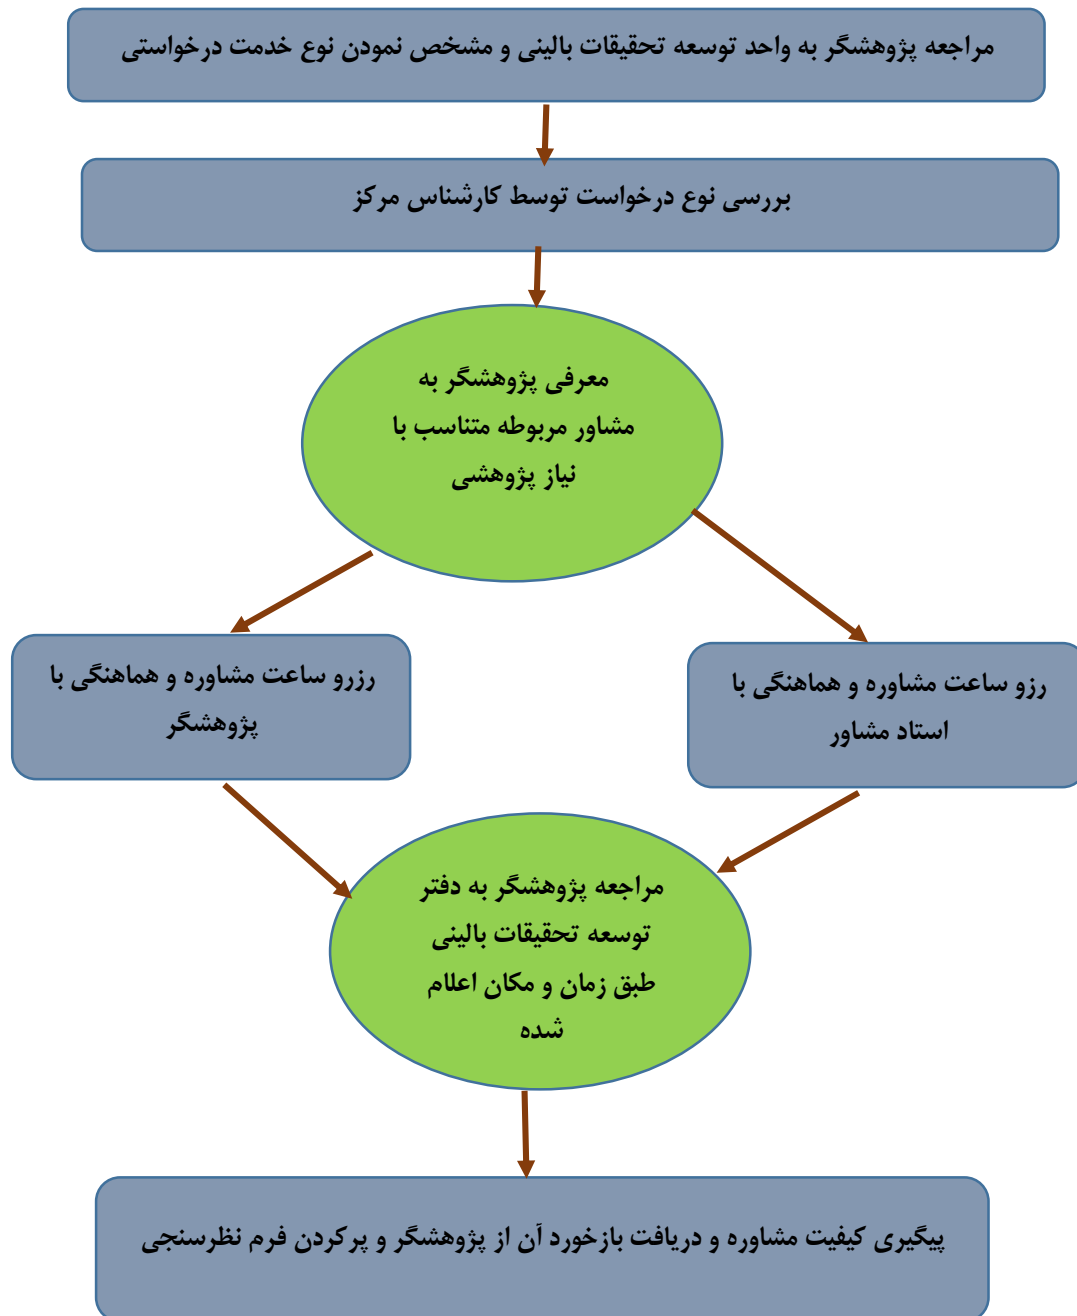 مراجعه پژوهشگر به واحد توسعه تحقیقات بالینی و مشخص نمودن نوع خدمت درخواستی
بررسی نوع درخواست توسط کارشناس مرکز
معرفی پژوهشگر به
مشاور مربوطه متناسب با
نیاز پژوهشی
رزو ساعت مشاوره و هماهنگی با
استاد مشاور
رزرو ساعت مشاوره و هماهنگی با
پژوهشگر
مراجعه پژوهشگر به دفتر
توسعه تحقیقات بالینی
طبق زمان و مکان اعلام
شده
پیگیری کیفیت مشاوره و دریافت بازخورد آن از پژوهشگر و پرکردن فرم نظرسنجی